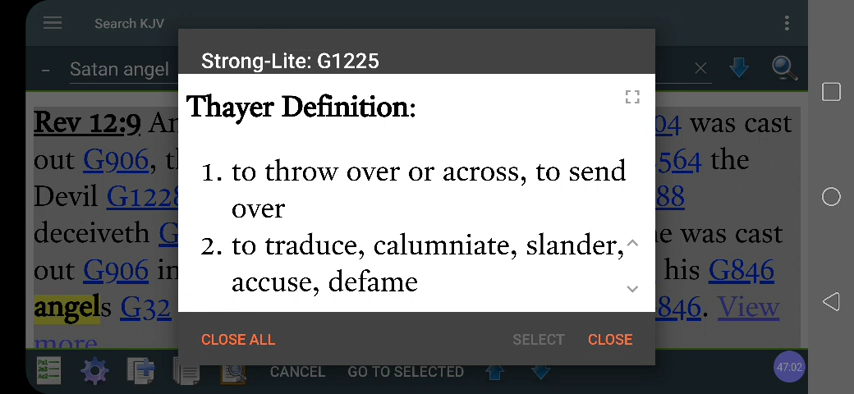 Search KJV
- Satan angel
Strong-Lite: G1225
Thayer Definition:
1. to throw over or across, to send
over
2. to traduce, calumniate, slander,
accuse, defame
CLOSE ALL SELECT CLOSE
Rev 12:9 An 04 was cast
out G906, th 564 the
Devil G1228 88
deceiveth G e was cast
out G906 in his G846
angels G32 846. View
more
CANCEL GO TO SELECTED
47.02